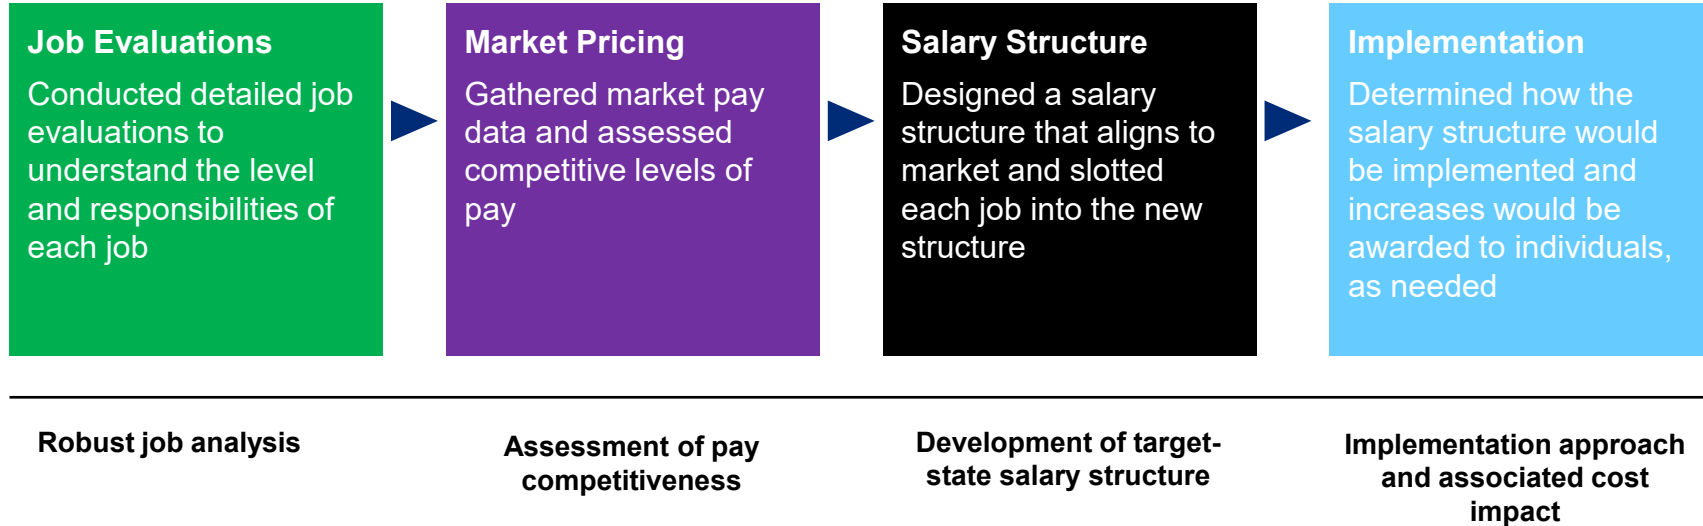 Job Evaluations
Conducted detailed job
evaluations to
understand the level
and responsibilities of
each job
Market Pricing
Gathered market pay
data and assessed
competitive levels of
pay
Salary Structure
Designed a salary
structure that aligns to
market and slotted
each job into the new
structure
Implementation
Determined how the
salary structure would
be implemented and
increases would be
awarded to individuals,
as needed
Robust job analysis
Assessment of pay
competitiveness
Development of target-
state salary structure
Implementation approach
and associated cost
impact